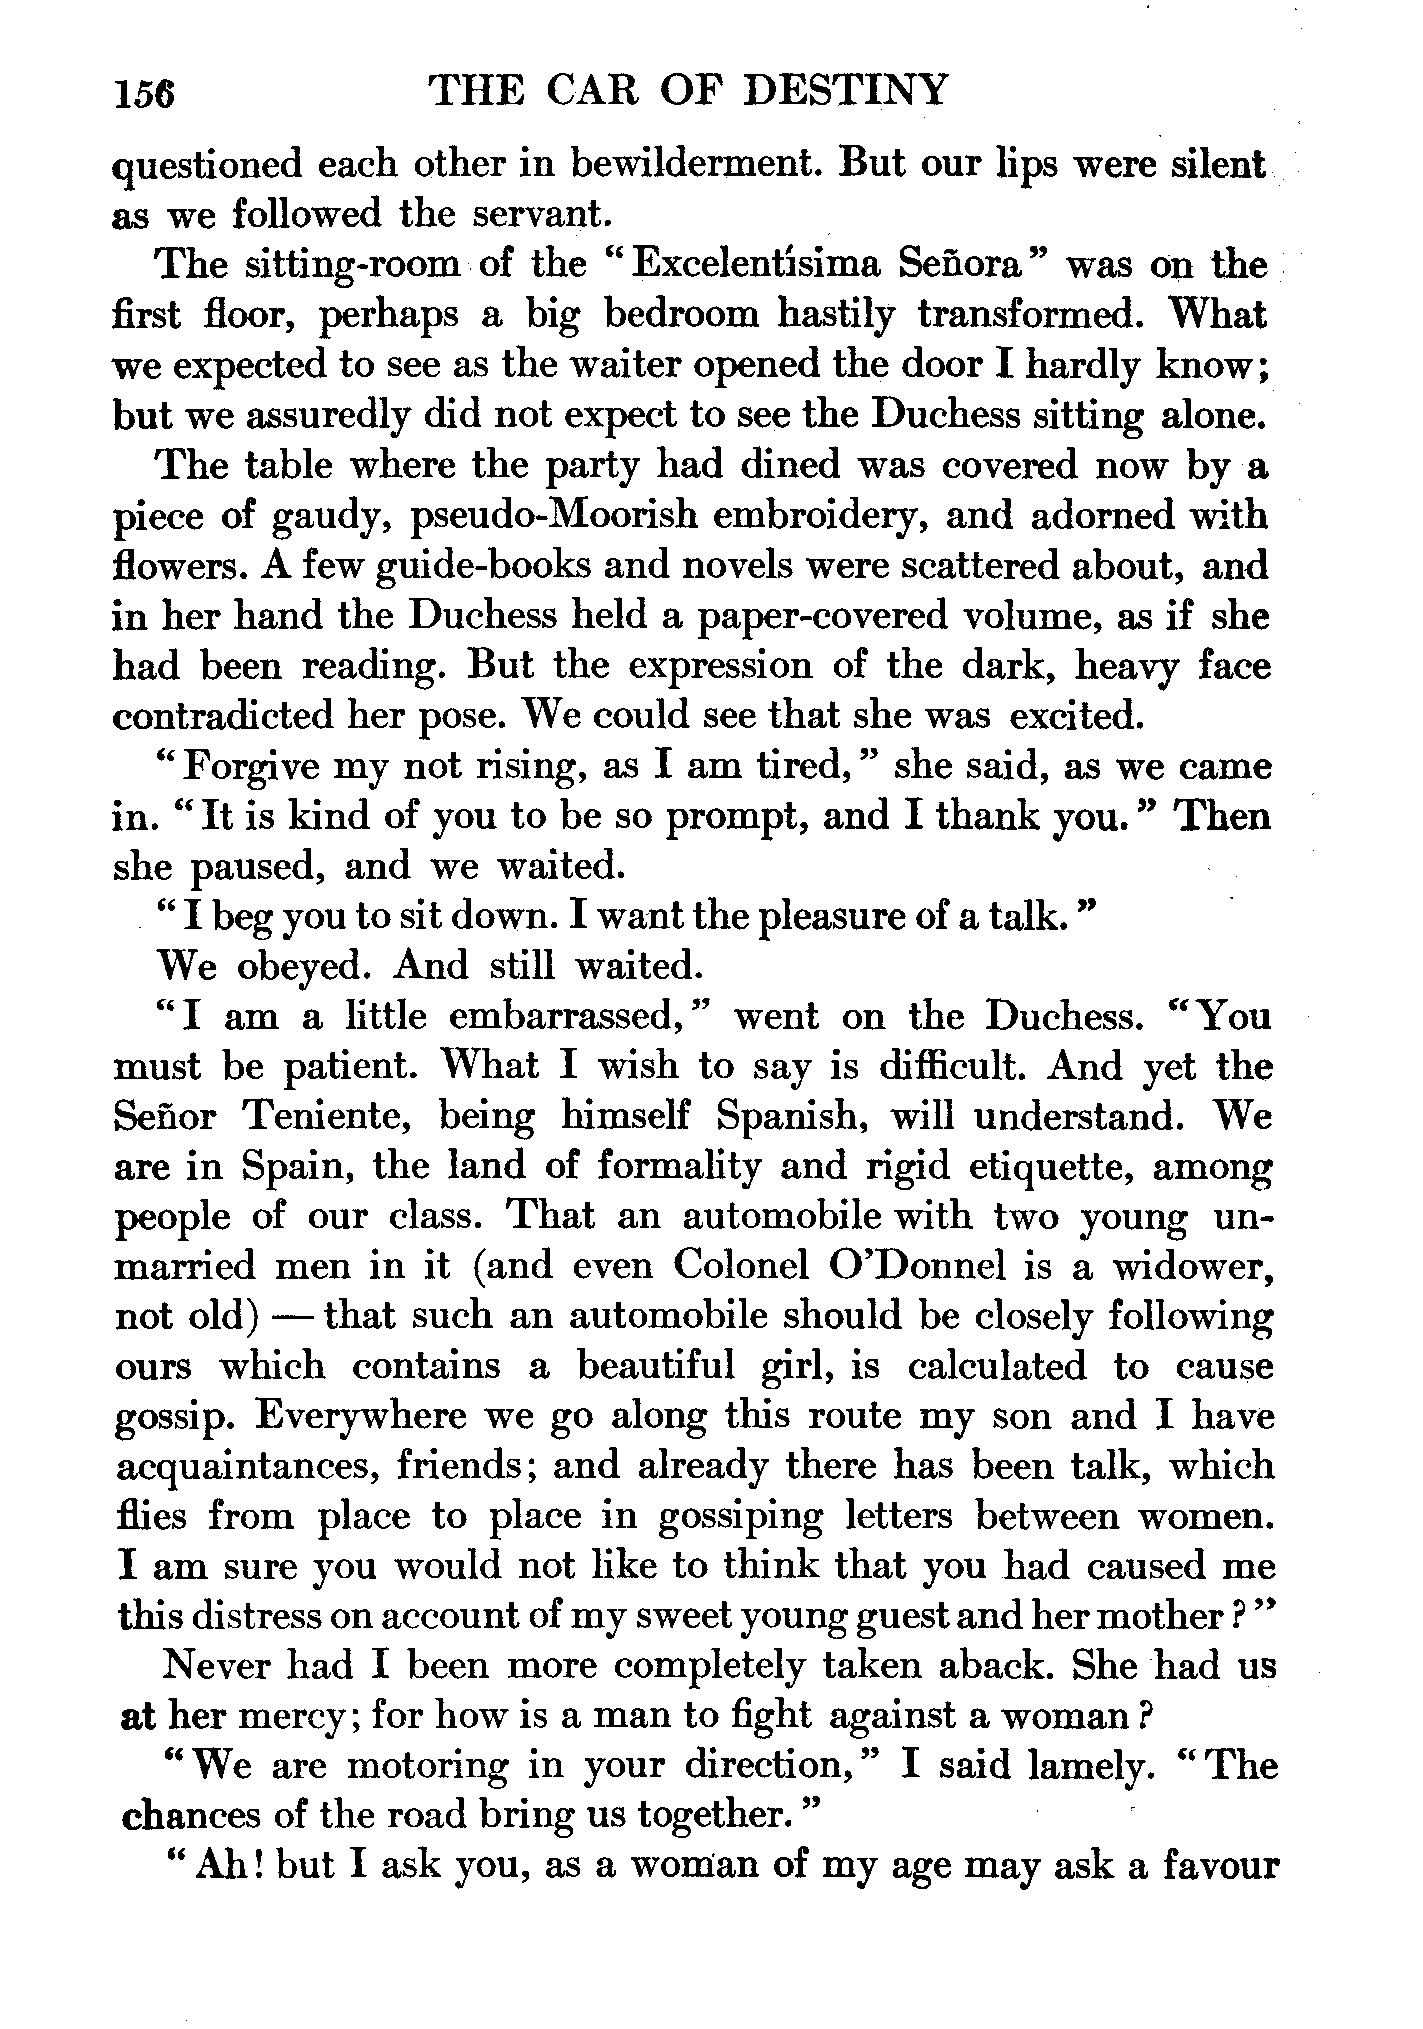 156 THE CAR OF DESTINY
questioned each other in bewilderment. But our lips were silent
as we followed the servant.
The sitting-room of the “Excelentísima Señora” was on the
first floor, perhaps a big bedroom hastily transformed. What
we expected to see as the waiter opened the door I hardly know;
but we assuredly did not expect to see the Duchess sitting alone.
The table where the party had dined was covered now by a
piece of gaudy, pseudo-Moorish embroidery, and adorned with
flowers. A few guide-books and novels were scattered about, and
in her hand the Duchess held a paper-covered volume, as if she
had been reading. But the expression of the dark, heavy face
contradicted her pose. We could see that she was excited.
“Forgive my not rising, as I am tired,” she said, as we came
in. “It is kind of you to be so prompt, and I thank you.” Then
she paused, and we waited.
“I beg you to sit down. I want the pleasure of a talk.”
We obeyed. And still waited.
“I am a little embarrassed,” went on the Duchess. “You
must be patient. What I wish to say is difficult. And yet the
Señor Teniente, being himself Spanish, will understand. We
are in Spain, the land of formality and rigid etiquette, among
people of our class. That an automobile with two young un-
married men in it (and even Colonel O’Donnel is a widower,
not old) — that such an automobile should be closely following
ours which contains a beautiful girl, is calculated to cause
gossip. Everywhere we go along this route my son and I have
acquaintances, friends; and already there has been talk, which
flies from place to place in gossiping letters between women.
I am sure you would not like to think that you had caused me
this distress on account of my sweet young guest and her mother?”
Never had I been more completely taken aback. She had us
at her mercy; for how is a man to fight against a woman?
“We are motoring in your direction,” I said lamely. “The
chances of the road bring us together.”
“Ah! but I ask you, as a woman of my age may ask a favour